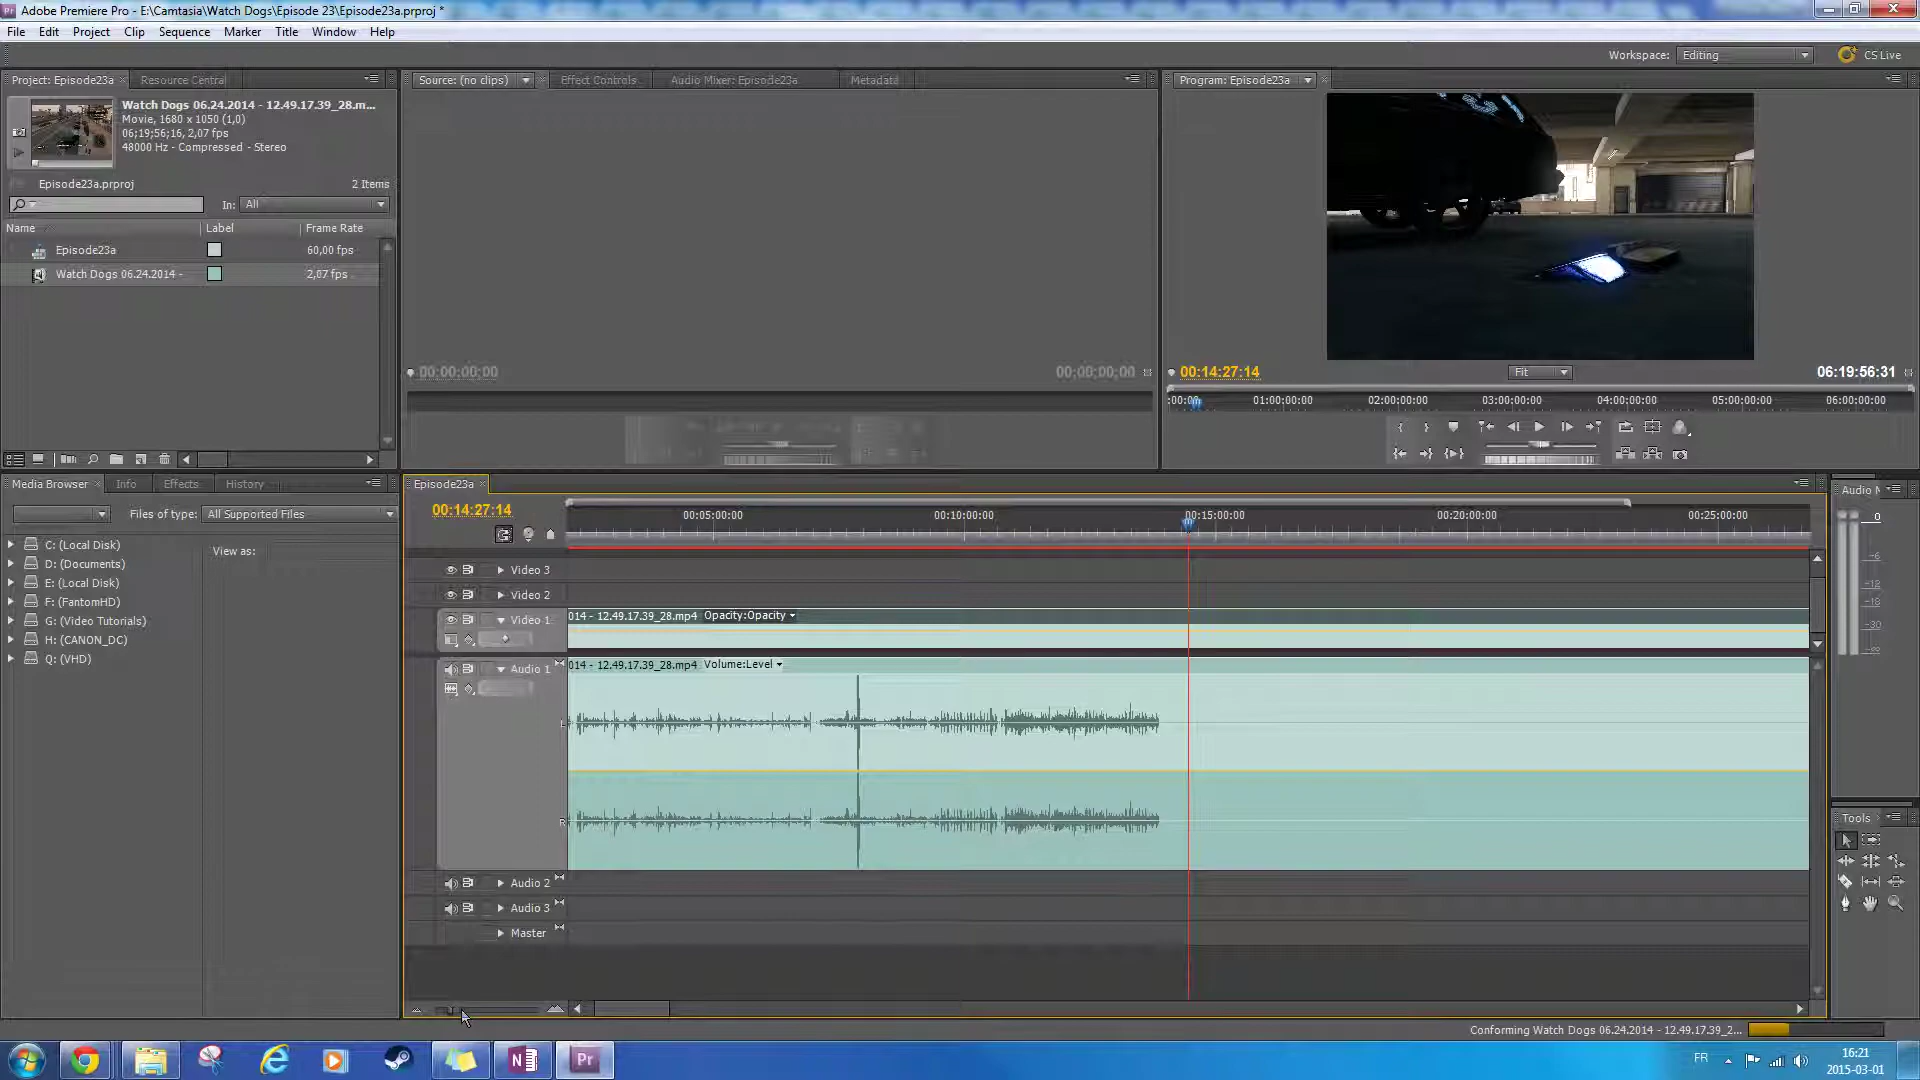 Adobe Premiere Pro - E:\Camtasia\Watch Dogs\Episode 23\Episode23a.prproj *
File Edit Project Clip Sequence Marker Title Window Help
Workspace: Editing CS Live
Project: Episode23a Resource Central
Watch Dogs 06.24.2014 - 12.49.17.39_28.m...
Movie, 1680 x 1050 (1,0)
06;19;56;16, 2,07 fps
48000 Hz - Compressed - Stereo
Episode23a.prproj 2 Items
In: All
Name Label Frame Rate
Episode23a 60,00 fps
Watch Dogs 06.24.2014 - 2,07 fps
Source: (no clips) Effect Controls Audio Mixer: Episode23a Metadata
00;00;00;00 00;00;00;00
Program: Episode23a
00:14:27:14 Fit 06:19:56:31
:00:00 01:00:00:00 02:00:00:00 03:00:00:00 04:00:00:00 05:00:00:00 06:00:00:00
Media Browser Info Effects History
Files of type: All Supported Files
C: (Local Disk)
D: (Documents)
E: (Local Disk)
F: (FantomHD)
G: (Video Tutorials)
H: (CANON_DC)
Q: (VHD)
View as:
Episode23a
00:14:27:14
00:05:00:00 00:10:00:00 00:15:00:00 00:20:00:00 00:25:00:00
Video 3
Video 2
Video 1 014 - 12.49.17.39_28.mp4 Opacity:Opacity
Audio 1 014 - 12.49.17.39_28.mp4 Volume:Level
L
R
Audio 2
Audio 3
Master
Audio
0
-6
-12
-18
-30
Tools
Conforming Watch Dogs 06.24.2014 - 12.49.17.39_2...
FR 16:21
2015-03-01